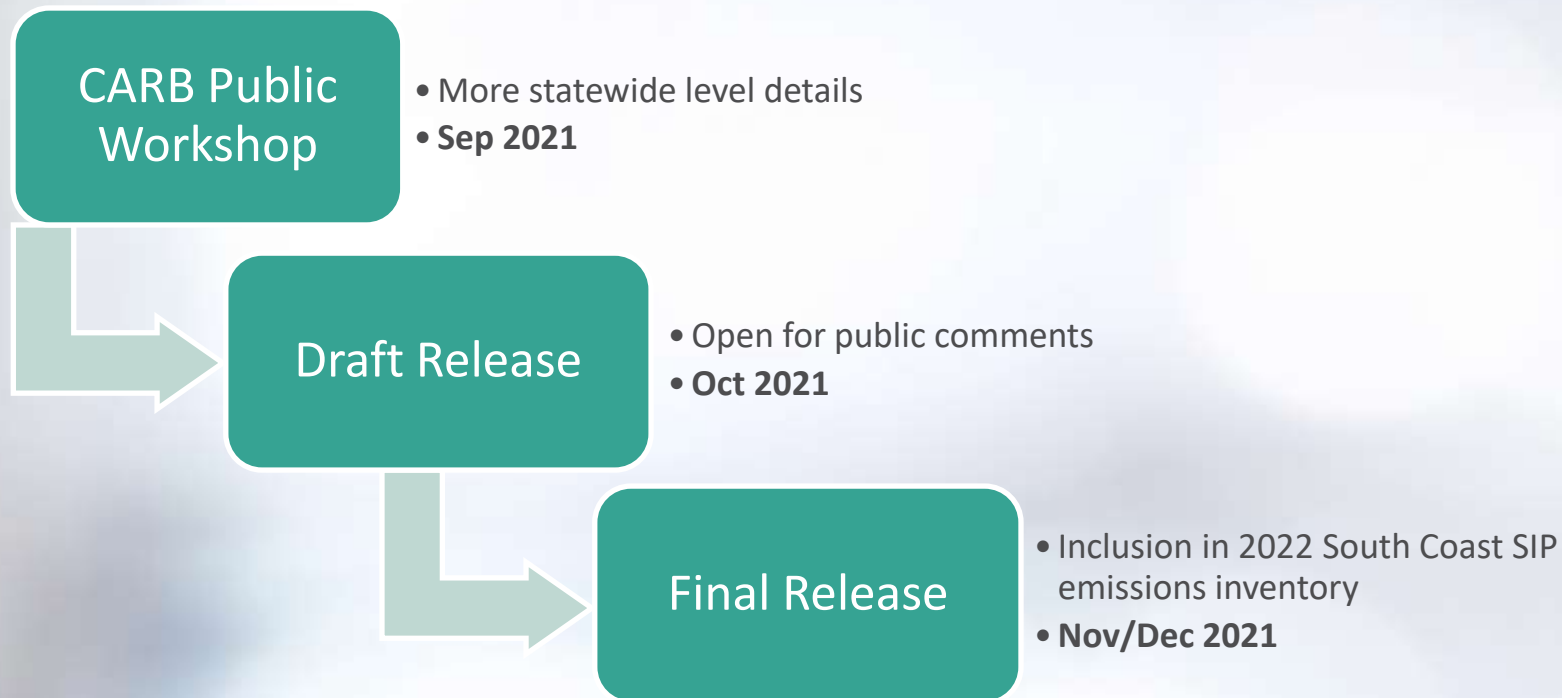 CARB Public
Workshop
• More statewide level details
• Sep 2021
Draft Release
• Open for public comments
• Oct 2021
Final Release
• Inclusion in 2022 South Coast SIP
emissions inventory
• Nov/Dec 2021